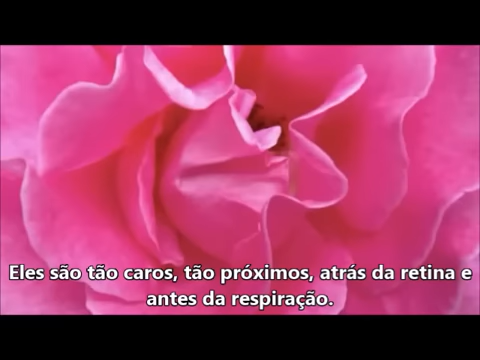 Eles são tão caros, tão próximos, atrás da retina e
antes da respiração.